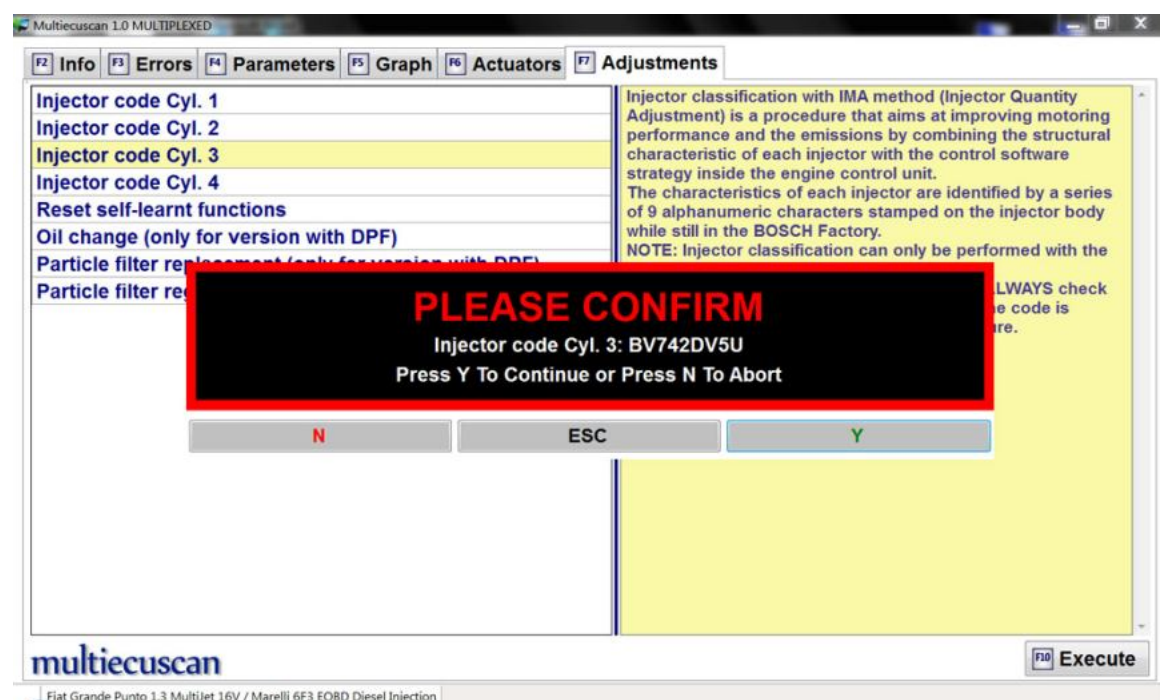 Multiecuscan 1.0 MULTIPLEXED
F2 Info F3 Errors F4 Parameters F5 Graph F6 Actuators F7 Adjustments
Injector code Cyl. 1
Injector code Cyl. 2
Injector code Cyl. 3
Injector code Cyl. 4
Reset self-learnt functions
Oil change (only for version with DPF)
Particle filter replacement (only for version with DPF)
Particle filter
Injector classification with IMA method (Injector Quantity
Adjustment) is a procedure that aims at improving motoring
performance and the emissions by combining the structural
characteristic of each injector with the control software
strategy inside the engine control unit.
The characteristics of each injector are identified by a series
of 9 alphanumeric characters stamped on the injector body
while still in the BOSCH Factory.
NOTE: Injector classification can only be performed with the
ALWAYS check
code is
PLEASE CONFIRM
Injector code Cyl. 3: BV742DV5U
Press Y To Continue or Press N To Abort
N ESC Y
multiecuscan
F10 Execute
Fiat Grande Punto 1.3 MultiJet 16V / Marelli 6F3 EOBD Diesel Injection